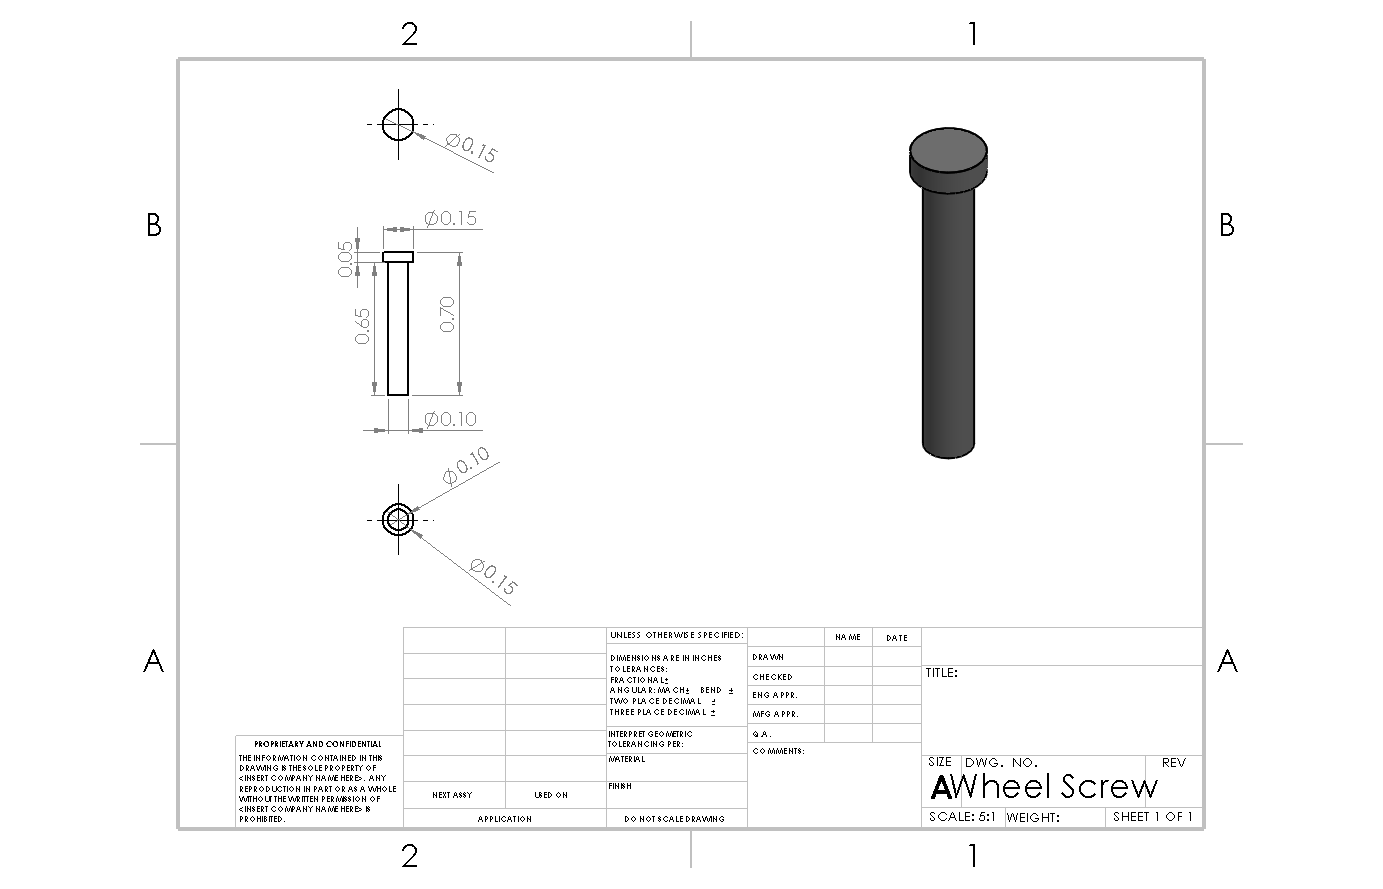 2 1
Ø0.15
B B
Ø0.15
0.05
0.65 0.70
Ø0.10
Ø0.10
Ø0.15
A A
UNLESS OTHERWISE SPECIFIED:
DIMENSIONS ARE IN INCHES
TOLERANCES:
FRACTIONAL±
ANGULAR: MACH± BEND ±
TWO PLACE DECIMAL ±
THREE PLACE DECIMAL ±
INTERPRET GEOMETRIC
TOLERANCING PER:
MATERIAL
FINISH
DO NOT SCALE DRAWING
NAME DATE
DRAWN
CHECKED
ENG APPR.
MFG APPR.
Q.A.
COMMENTS:
TITLE:
SIZE DWG. NO. REV
A Wheel Screw
SCALE: 5:1 WEIGHT: SHEET 1 OF 1
PROPRIETARY AND CONFIDENTIAL
THE INFORMATION CONTAINED IN THIS
DRAWING IS THE SOLE PROPERTY OF
<INSERT COMPANY NAME HERE>. ANY
REPRODUCTION IN PART OR AS A WHOLE
WITHOUT THE WRITTEN PERMISSION OF
<INSERT COMPANY NAME HERE> IS
PROHIBITED.
NEXT ASSY USED ON
APPLICATION
2 1